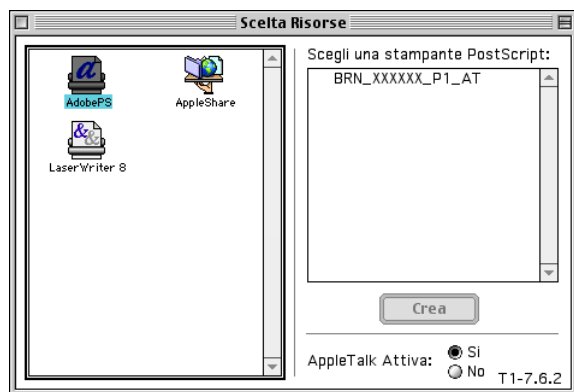 Scelta Risorse
AdobePS
AppleShare
LaserWriter 8
Scegli una stampante PostScript:
BRN_XXXXXX_P1_AT
Crea
AppleTalk Attiva:
Si
No
T1-7.6.2